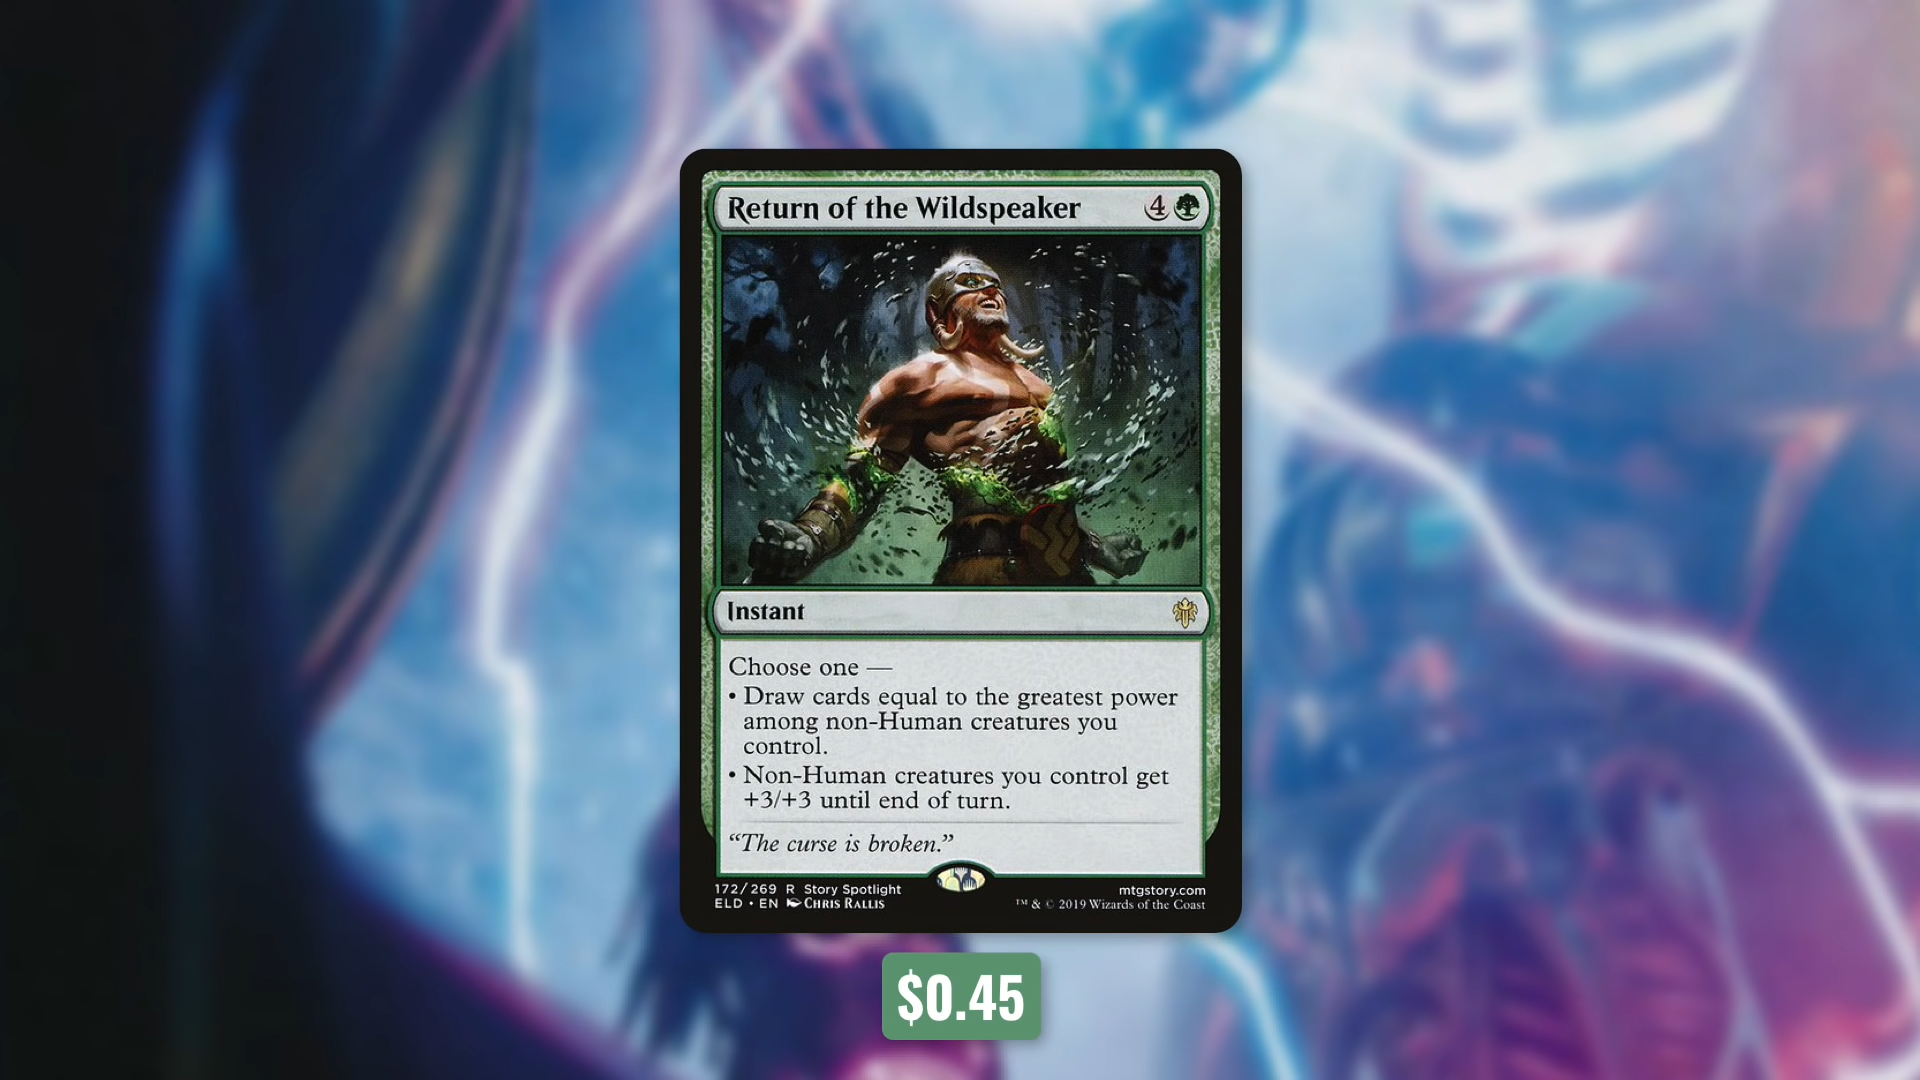 Return of the Wildspeaker 4
Instant
Choose one —
• Draw cards equal to the greatest power
among non-Human creatures you
control.
• Non-Human creatures you control get
+3/+3 until end of turn.
“The curse is broken.”
172/269 R Story Spotlight
ELD • EN Chris Rallis
mtgstory.com
™ & © 2019 Wizards of the Coast
$0.45